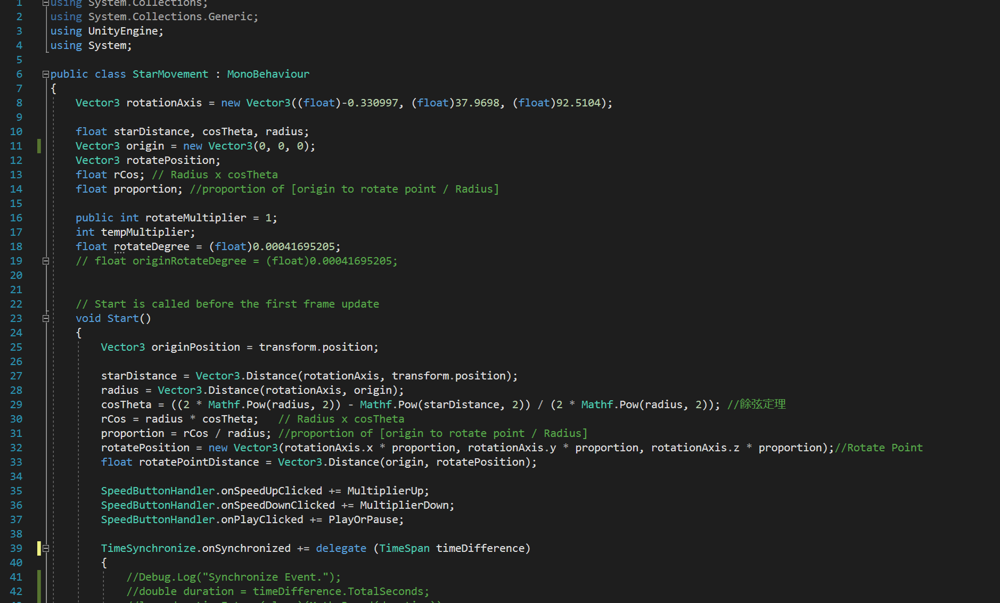 1 using System.Collections;
2 using System.Collections.Generic;
3 using UnityEngine;
4 using System;
5
6 public class StarMovement : MonoBehaviour
7 {
8 Vector3 rotationAxis = new Vector3((float)-0.330997, (float)37.9698, (float)92.5104);
9
10 float starDistance, cosTheta, radius;
11 Vector3 origin = new Vector3(0, 0, 0);
12 Vector3 rotatePosition;
13 float rCos; // Radius x cosTheta
14 float proportion; //proportion of [origin to rotate point / Radius]
15
16 public int rotateMultiplier = 1;
17 int tempMultiplier;
18 float rotateDegree = (float)0.00041695205;
19 // float originRotateDegree = (float)0.00041695205;
20
21
22 // Start is called before the first frame update
23 void Start()
24 {
25 Vector3 originPosition = transform.position;
26
27 starDistance = Vector3.Distance(rotationAxis, transform.position);
28 radius = Vector3.Distance(rotationAxis, origin);
29 cosTheta = ((2 * Mathf.Pow(radius, 2)) - Mathf.Pow(starDistance, 2)) / (2 * Mathf.Pow(radius, 2)); //餘弦定理
30 rCos = radius * cosTheta; // Radius x cosTheta
31 proportion = rCos / radius; //proportion of [origin to rotate point / Radius]
32 rotatePosition = new Vector3(rotationAxis.x * proportion, rotationAxis.y * proportion, rotationAxis.z * proportion);//Rotate Point
33 float rotatePointDistance = Vector3.Distance(origin, rotatePosition);
34
35 SpeedButtonHandler.onSpeedUpClicked += MultiplierUp;
36 SpeedButtonHandler.onSpeedDownClicked += MultiplierDown;
37 SpeedButtonHandler.onPlayClicked += PlayOrPause;
38
39 TimeSynchronize.onSynchronized += delegate (TimeSpan timeDifference)
40 {
41 //Debug.Log("Synchronize Event.");
42 //double duration = timeDifference.TotalSeconds;